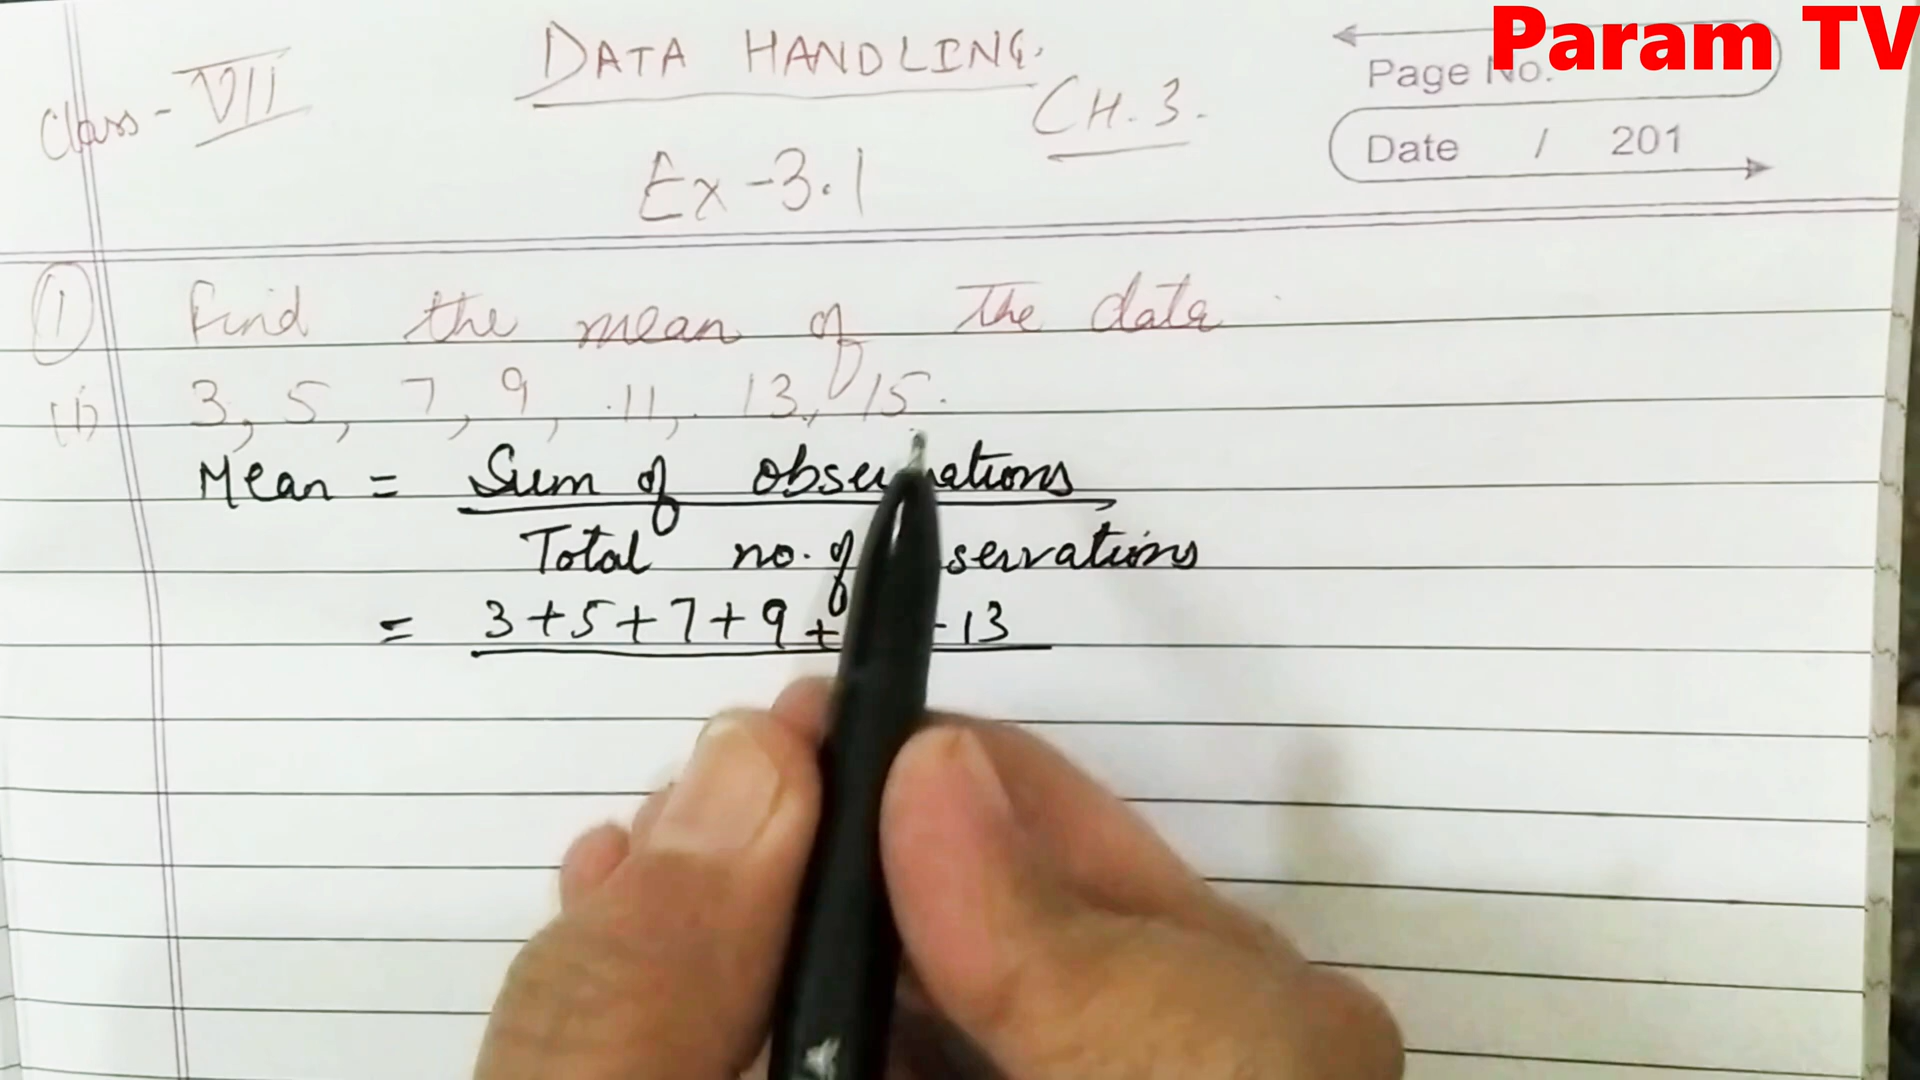 Param TV
Class - VII
DATA HANDLING.
CH. 3.
Page No.
Date / 201
Ex - 3.1
1 Find the mean of the data
(i) 3, 5, 7, 9, 11, 13, 15.
Mean = Sum of observations
Total no. of servations
= 3 + 5 + 7 + 9 + 13